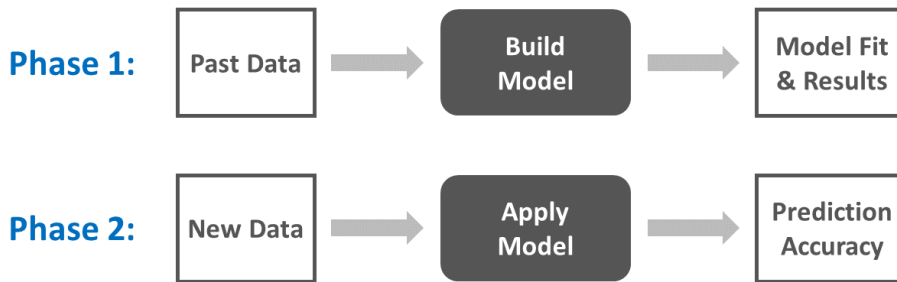 Phase 1:
Past Data
Build
Model
Model Fit
& Results
Phase 2:
New Data
Apply
Model
Prediction
Accuracy